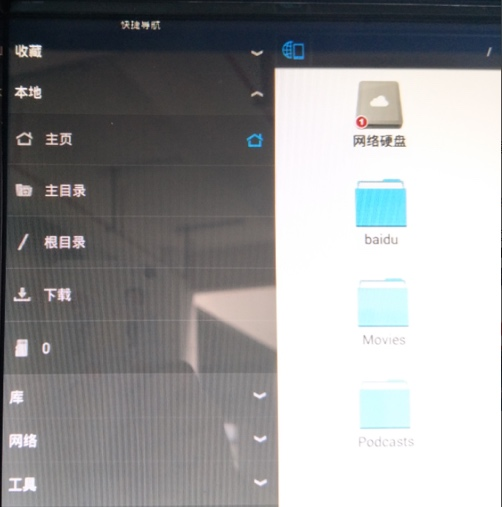 快捷导航
收藏
本地
主页
主目录
根目录
下载
0
库
网络
工具
/
1
网络硬盘
baidu
Movies
Podcasts